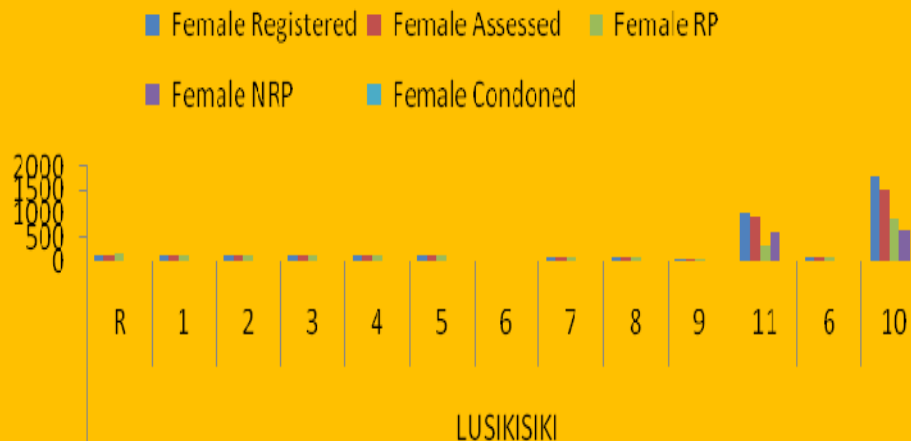 Female Registered Female Assessed Female RP
Female NRP Female Condoned
2000
1500
1000
500
0
R 1 2 3 4 5 6 7 8 9 11 6 10
LUSIKISIKI